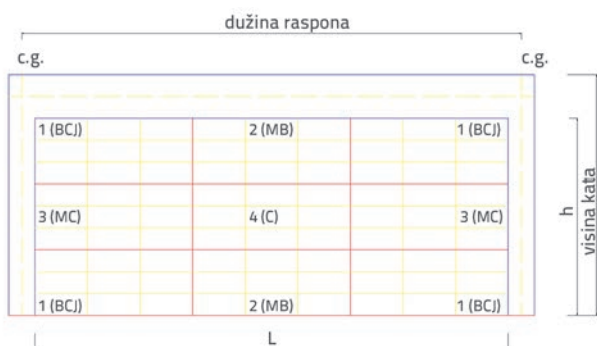 dužina raspona
c.g. c.g.
1 (BCJ) 2 (MB) 1 (BCJ)
3 (MC) 4 (C) 3 (MC)
h
visina kata
1 (BCJ) 2 (MB) 1 (BCJ)
L